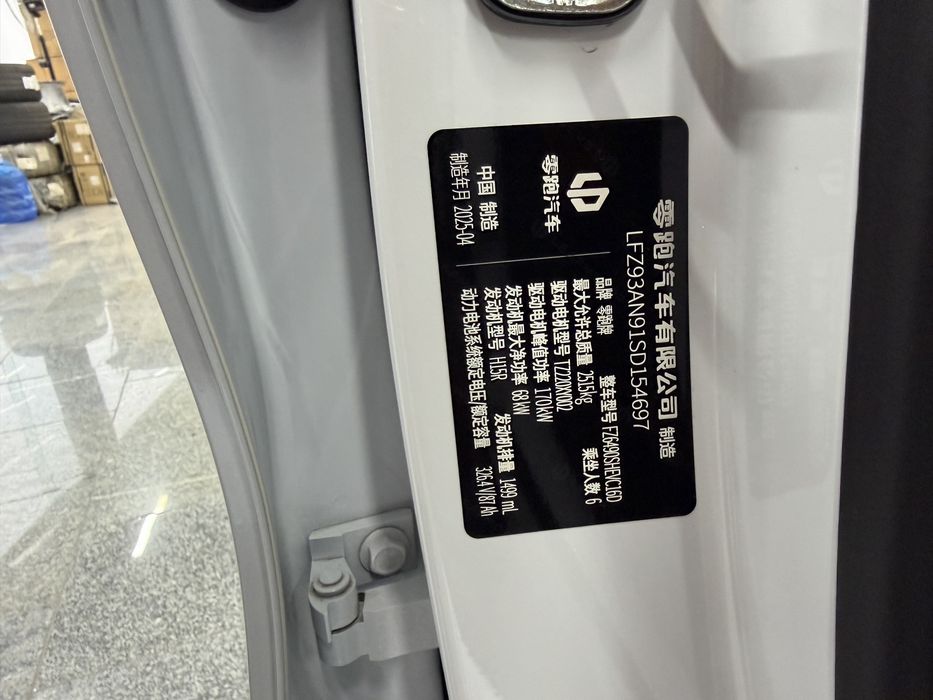 零跑汽车有限公司 制造
LFZ93AN91SD154697
零跑汽车
中国 制造
制造年月 2025-04
品牌 零跑牌 整车型号 FZ6490SHEVC16D
最大允许总质量 2515kg 乘坐人数 6
驱动电机型号 TZ220X002
驱动电机峰值功率 170kW
发动机最大净功率 68kW 发动机排量 1499 mL
发动机型号 H15R
动力电池系统额定电压/额定容量 326.4 V/81 Ah